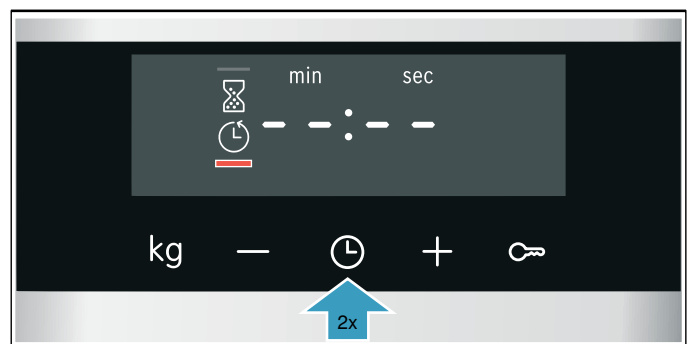 min sec
– – : – –
kg – +
2x